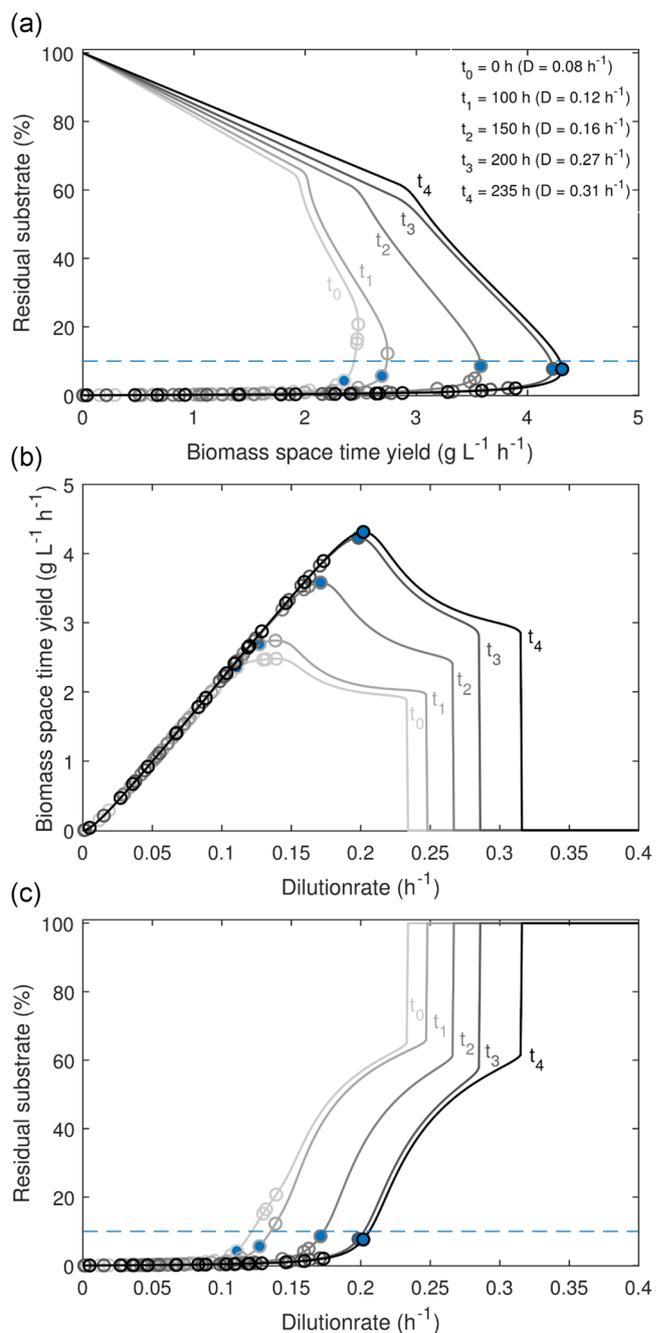 (a)
100
80
60
40
20
0
Residual substrate (%)
t0 = 0 h (D = 0.08 h-1)
t1 = 100 h (D = 0.12 h-1)
t2 = 150 h (D = 0.16 h-1)
t3 = 200 h (D = 0.27 h-1)
t4 = 235 h (D = 0.31 h-1)
t4
t3
t2
t1
t0
0 1 2 3 4 5
Biomass space time yield (g L-1 h-1)
(b)
5
4
3
2
1
0
Biomass space time yield (g L-1 h-1)
t0
t1
t2
t3
t4
0 0.05 0.1 0.15 0.2 0.25 0.3 0.35 0.4
Dilutionrate (h-1)
(c)
100
80
60
40
20
0
Residual substrate (%)
t0
t1
t2
t3
t4
0 0.05 0.1 0.15 0.2 0.25 0.3 0.35 0.4
Dilutionrate (h-1)